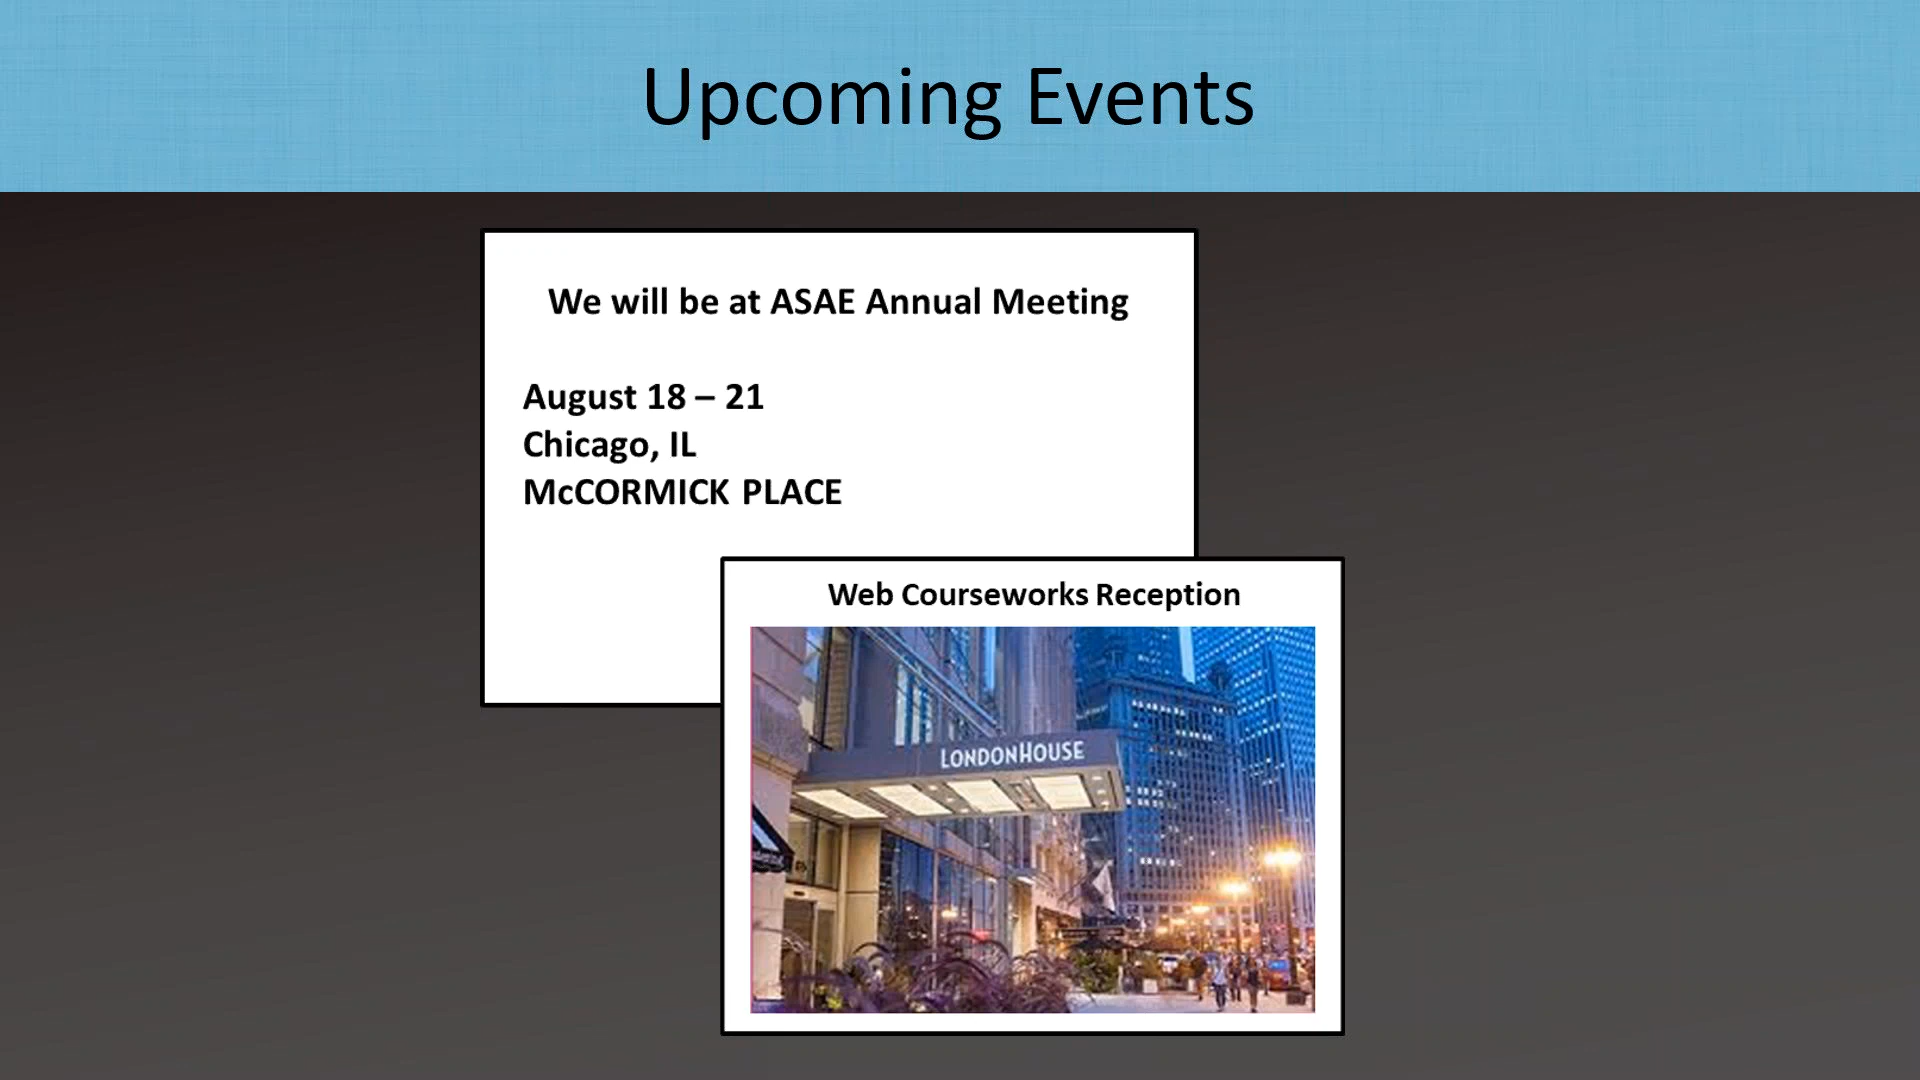 Upcoming Events
We will be at ASAE Annual Meeting
August 18 – 21
Chicago, IL
McCORMICK PLACE
Web Courseworks Reception
LONDONHOUSE